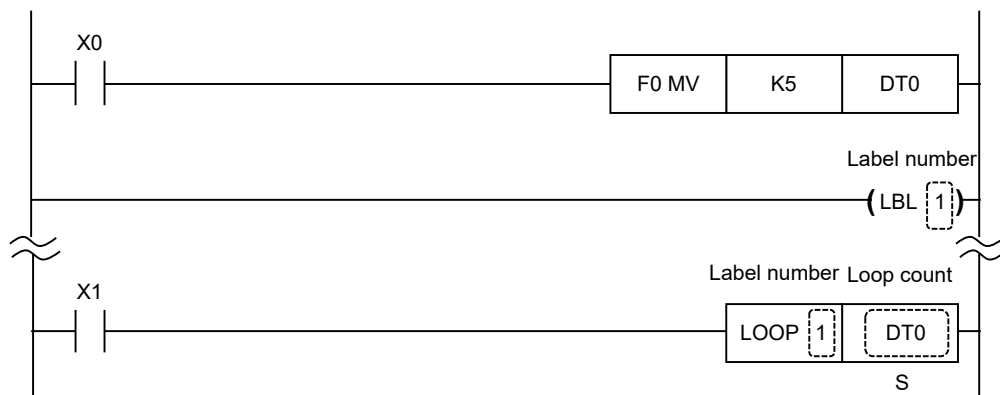 X0
F0 MV K5 DT0
Label number
( LBL 1 )
Label number Loop count
X1
LOOP 1 DT0
S